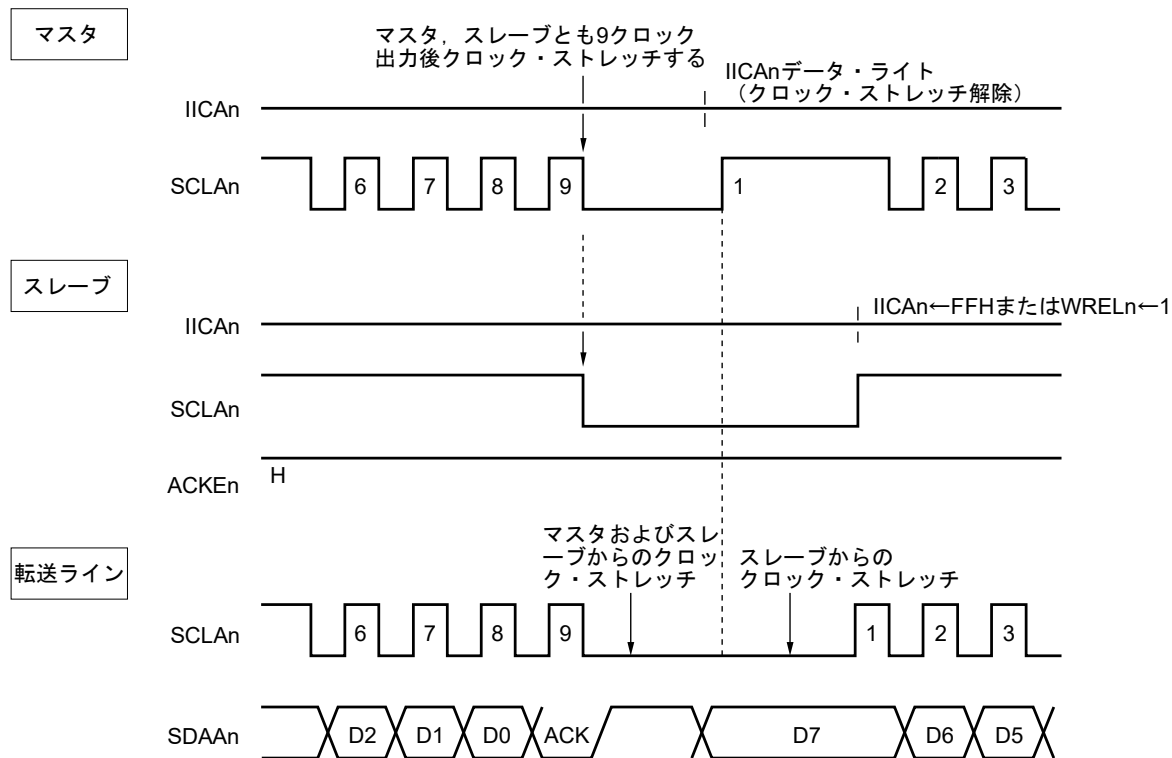 マスタ
マスタ，スレーブとも9クロック
出力後クロック・ストレッチする
IICAnデータ・ライト
（クロック・ストレッチ解除）
IICAn
SCLAn
6 7 8 9 1 2 3
スレーブ
IICAn←FFHまたはWRELn←1
IICAn
SCLAn
H
ACKEn
マスタおよびスレ
ーブからのクロッ
ク・ストレッチ
スレーブからの
クロック・ストレッチ
転送ライン
SCLAn
6 7 8 9 1 2 3
SDAAn
D2 D1 D0 ACK D7 D6 D5